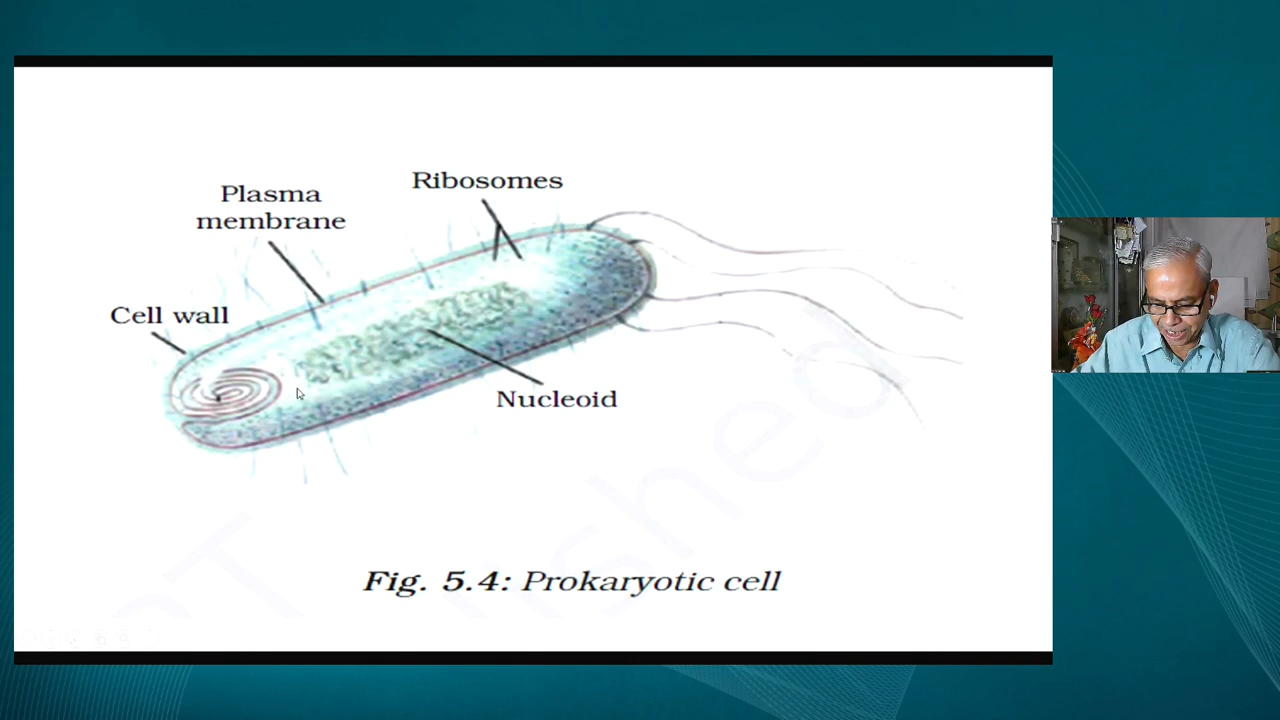 Ribosomes
Plasma
membrane
Cell wall
Nucleoid
Fig. 5.4: Prokaryotic cell